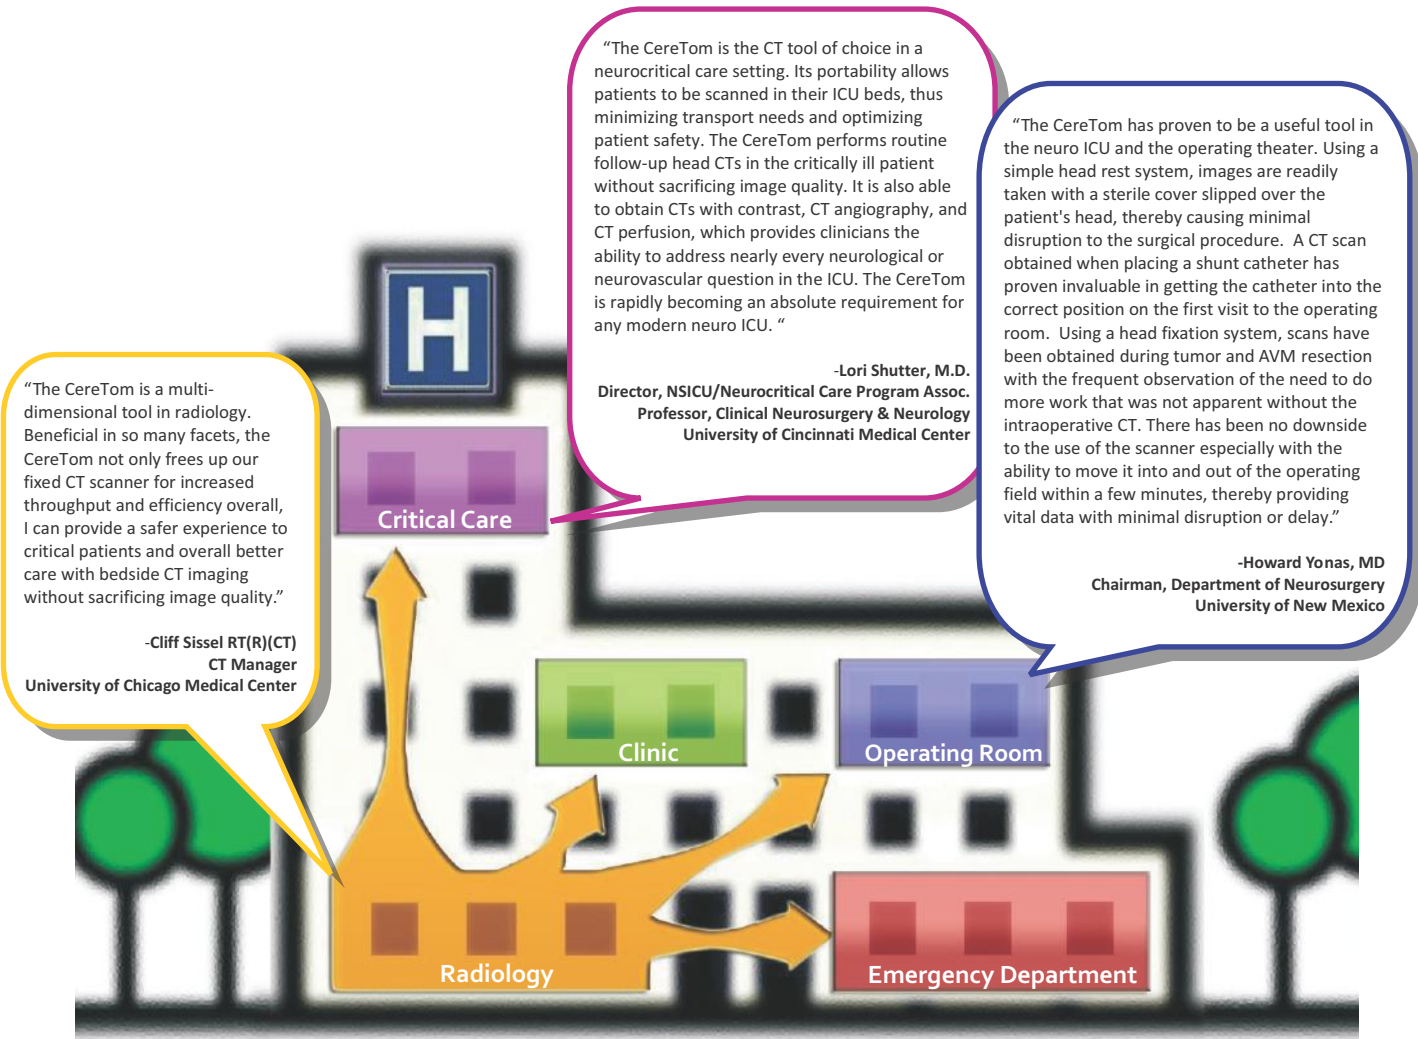 “The CereTom is the CT tool of choice in a
neurocritical care setting. Its portability allows
patients to be scanned in their ICU beds, thus
minimizing transport needs and optimizing
patient safety. The CereTom performs routine
follow-up head CTs in the critically ill patient
without sacrificing image quality. It is also able
to obtain CTs with contrast, CT angiography, and
CT perfusion, which provides clinicians the
ability to address nearly every neurological or
neurovascular question in the ICU. The CereTom
is rapidly becoming an absolute requirement for
any modern neuro ICU. “
-Lori Shutter, M.D.
Director, NSICU/Neurocritical Care Program Assoc.
Professor, Clinical Neurosurgery & Neurology
University of Cincinnati Medical Center
“The CereTom has proven to be a useful tool in
the neuro ICU and the operating theater. Using a
simple head rest system, images are readily
taken with a sterile cover slipped over the
patient's head, thereby causing minimal
disruption to the surgical procedure.  A CT scan
obtained when placing a shunt catheter has
proven invaluable in getting the catheter into the
correct position on the first visit to the operating
room.  Using a head fixation system, scans have
been obtained during tumor and AVM resection
with the frequent observation of the need to do
more work that was not apparent without the
intraoperative CT. There has been no downside
to the use of the scanner especially with the
ability to move it into and out of the operating
field within a few minutes, thereby providing
vital data with minimal disruption or delay.”
-Howard Yonas, MD
Chairman, Department of Neurosurgery
University of New Mexico
H
“The CereTom is a multi-
dimensional tool in radiology.
Beneficial in so many facets, the
CereTom not only frees up our
fixed CT scanner for increased
throughput and efficiency overall,
I can provide a safer experience to
critical patients and overall better
care with bedside CT imaging
without sacrificing image quality.”
-Cliff Sissel RT(R)(CT)
CT Manager
University of Chicago Medical Center
Critical Care
Clinic
Operating Room
Radiology
Emergency Department